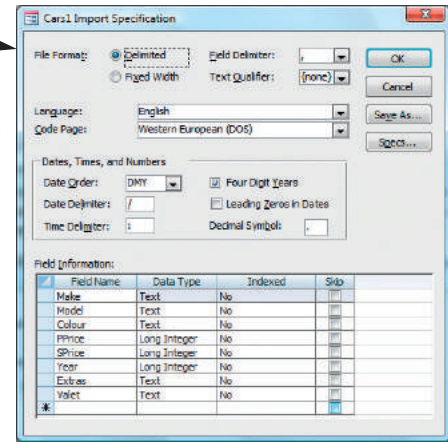 Cars1 Import Specification
File Format: Delimited Field Delimiter: , OK
Fixed Width Text Qualifier: {none} Cancel
Language: English Save As...
Code Page: Western European (DOS) Specs...
Dates, Times, and Numbers
Date Order: DMY Four Digit Years
Date Delimiter: / Leading Zeros in Dates
Time Delimiter: : Decimal Symbol: .
Field Information:
Field Name Data Type Indexed Skip
Make Text No
Model Text No
Colour Text No
PPrice Long Integer No
SPrice Long Integer No
Year Long Integer No
Extras Text No
Valet Text No